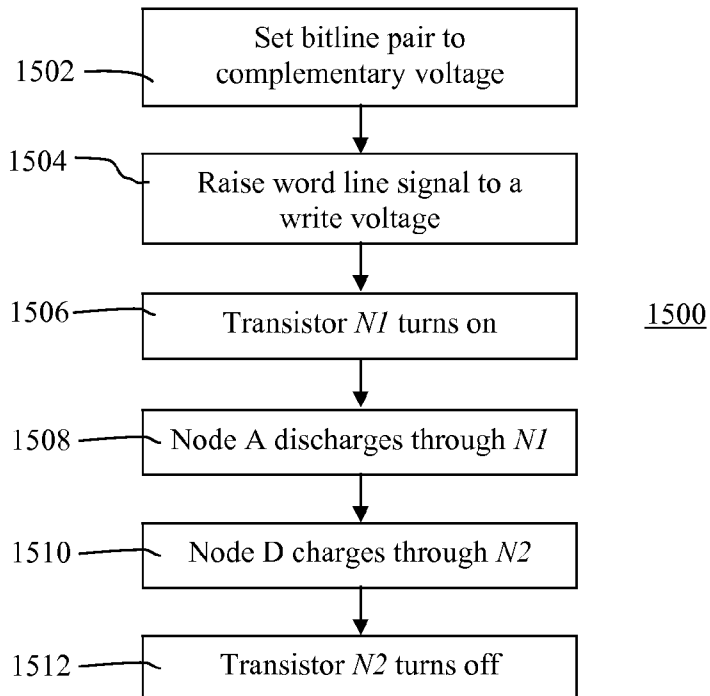 1502
Set bitline pair to
complementary voltage
1504
Raise word line signal to a
write voltage
1506
Transistor N1 turns on
1500
1508
Node A discharges through N1
1510
Node D charges through N2
1512
Transistor N2 turns off